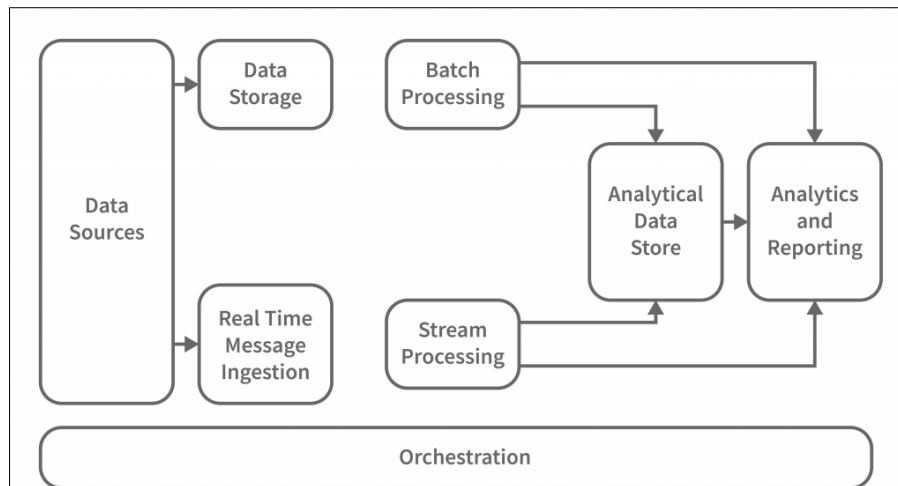 Data
Sources
Data
Storage
Real Time
Message
Ingestion
Batch
Processing
Stream
Processing
Analytical
Data
Store
Analytics
and
Reporting
Orchestration